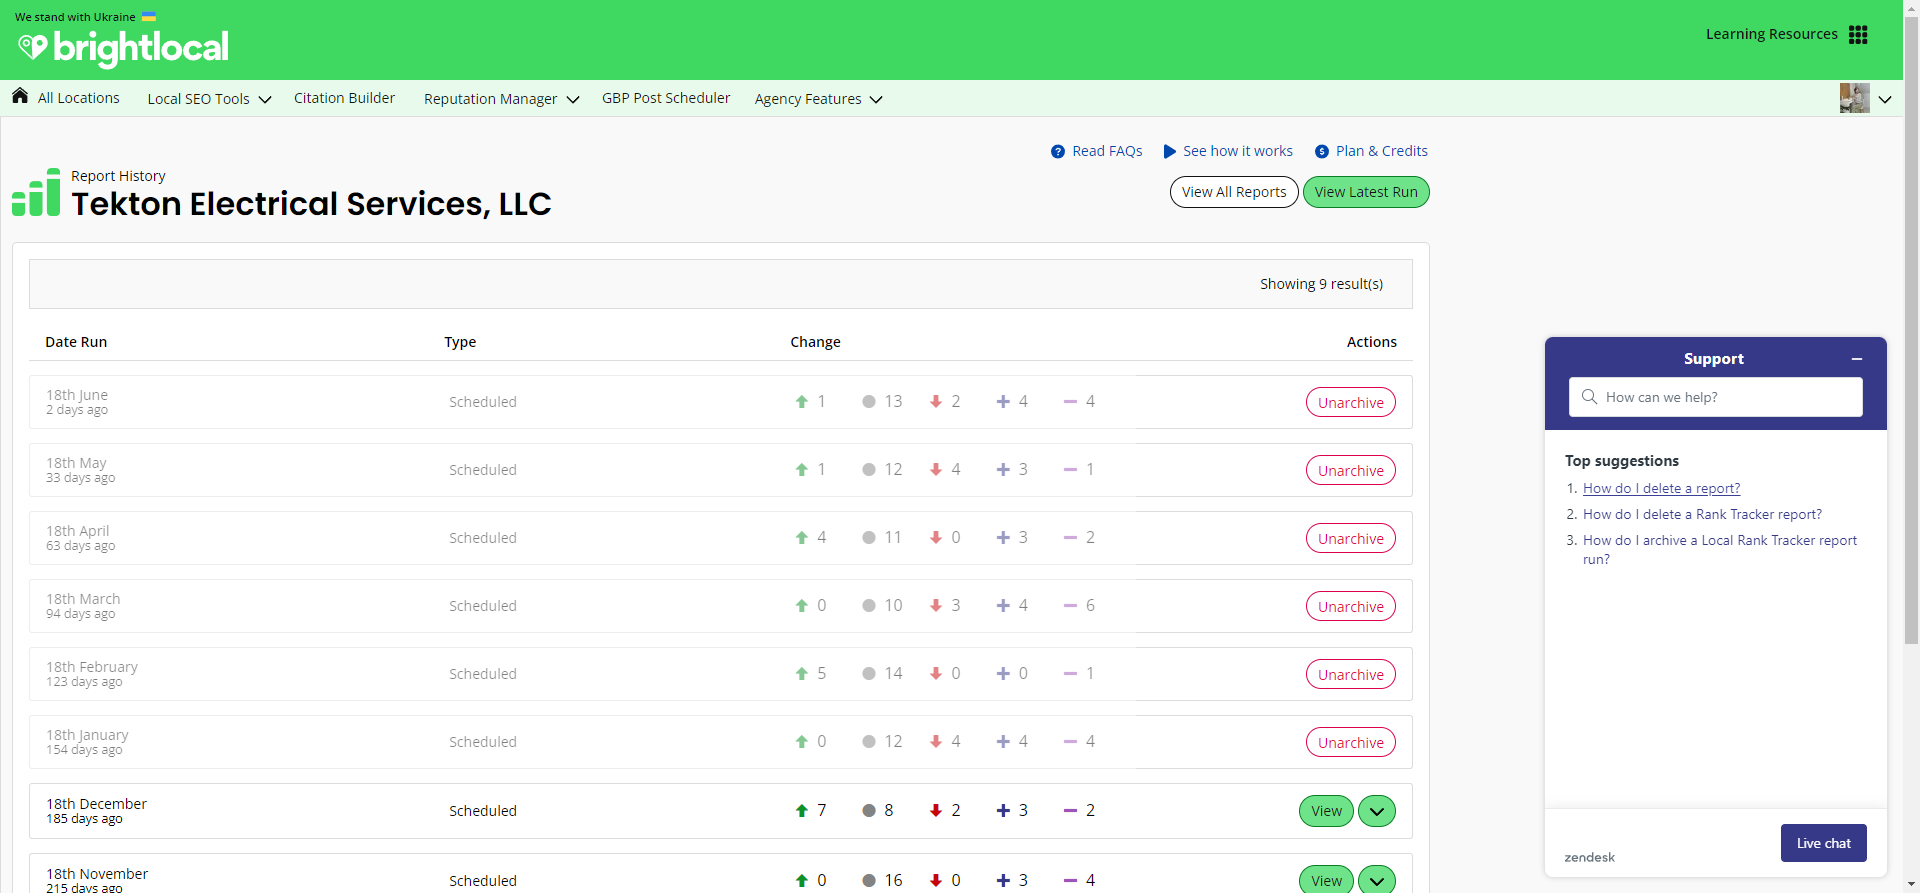 We stand with Ukraine
brightlocal
Learning Resources
All Locations
Local SEO Tools
Citation Builder
Reputation Manager
GBP Post Scheduler
Agency Features
Read FAQs
See how it works
Plan & Credits
Report History
Tekton Electrical Services, LLC
View All Reports
View Latest Run
Showing 9 result(s)
Date Run Type Change Actions
18th June
2 days ago
Scheduled 1 13 2 4 4 Unarchive
18th May
33 days ago
Scheduled 1 12 4 3 1 Unarchive
18th April
63 days ago
Scheduled 4 11 0 3 2 Unarchive
18th March
94 days ago
Scheduled 0 10 3 4 6 Unarchive
18th February
123 days ago
Scheduled 5 14 0 0 1 Unarchive
18th January
154 days ago
Scheduled 0 12 4 4 4 Unarchive
18th December
185 days ago
Scheduled 7 8 2 3 2 View
18th November
215 days ago
Scheduled 0 16 0 3 4 View
Support
How can we help?
Top suggestions
1. How do I delete a report?
2. How do I delete a Rank Tracker report?
3. How do I archive a Local Rank Tracker report
run?
zendesk
Live chat